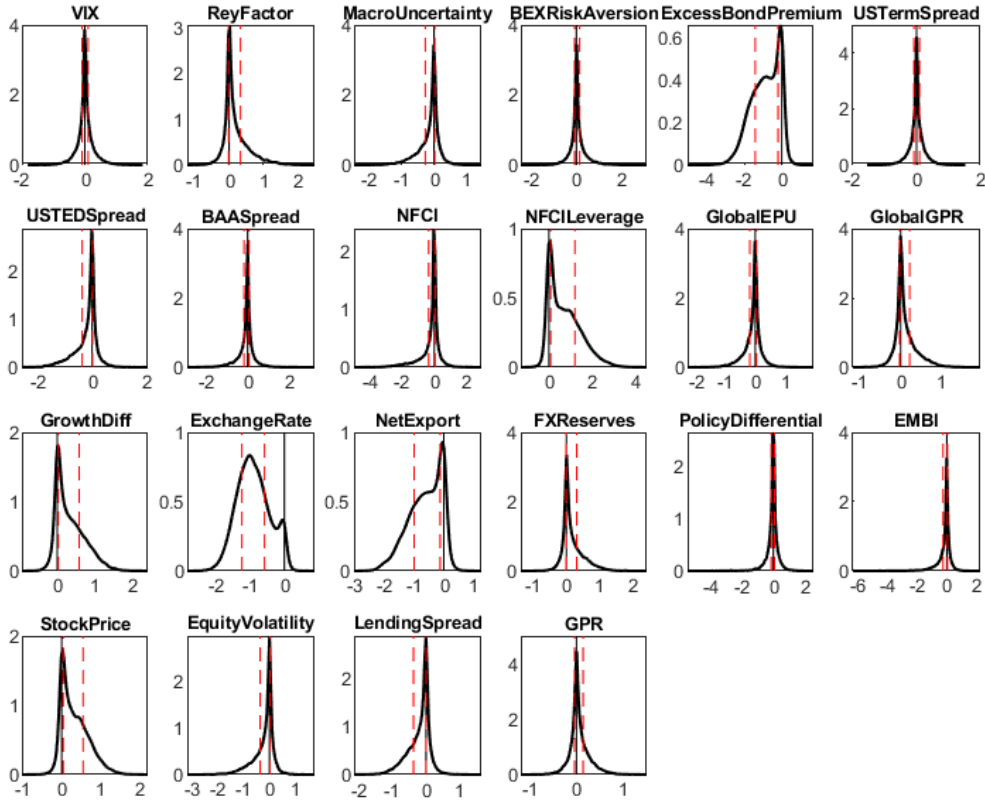 VIX ReyFactor MacroUncertainty BEXRiskAversion ExcessBondPremium USTermSpread
4 3 4 4 0.6 4
2 2 2 2 0.4 2
1 0.2
0 0 0 0 0 0
-2 0 2 -1 0 1 2 -2 -1 0 1 -2 0 2 -4 -2 0 -2 0 2
USTEDSpread BAASpread NFCI NFCILeverage GlobalEPU GlobalGPR
4 1 4 4
2 2 2 0.5 2 2
1 1
0 0 0 0 0 0
-2 0 -2 0 2 -4 -2 0 2 0 2 4 -2 -1 0 1 -1 0 1
GrowthDiff ExchangeRate NetExport FXReserves PolicyDifferential EMBI
2 1 1 4 4
1 0.5 0.5 2 2 2
1
0 0 0 0 0 0
0 1 2 -2 -1 0 -3 -2 -1 0 1 -1 0 1 2 -4 -2 0 2 -6 -4 -2 0 2
StockPrice EquityVolatility LendingSpread GPR
2 4
1 2 2 2
1 1
0 0 0 0
-1 0 1 2 -3 -2 -1 0 1 -2 -1 0 1 -1 0 1